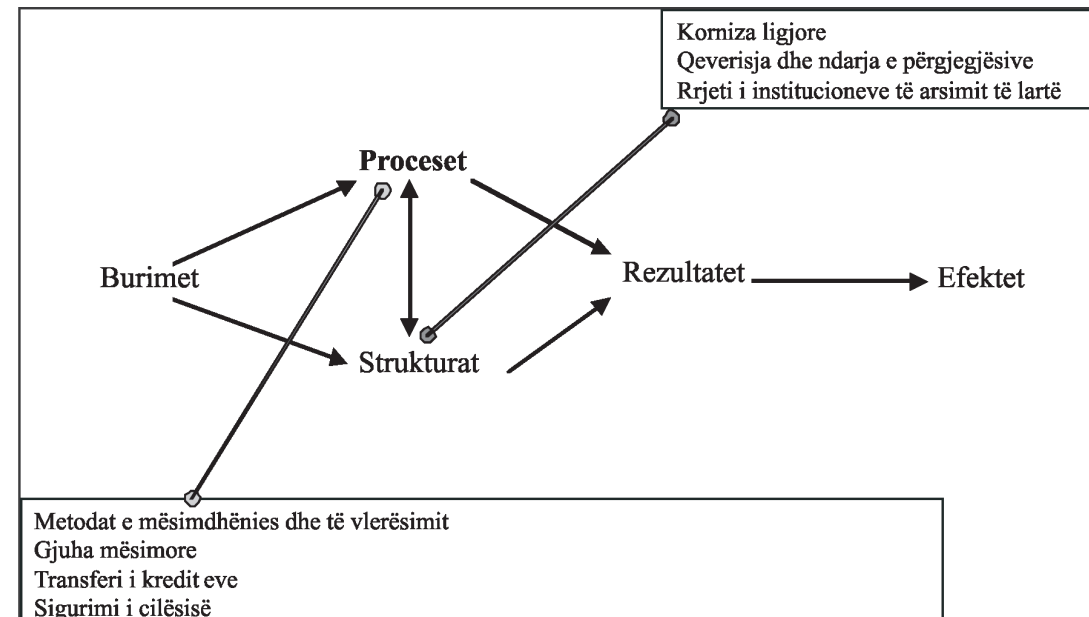 Korniza ligjore
Qeverisja dhe ndarja e përgjegjësive
Rrjeti i institucioneve të arsimit të lartë
Proceset
Burimet
Rezultatet
Efektet
Strukturat
Metodat e mësimdhënies dhe të vlerësimit
Gjuha mësimore
Transferi i kredit eve
Sigurimi i cilësisë